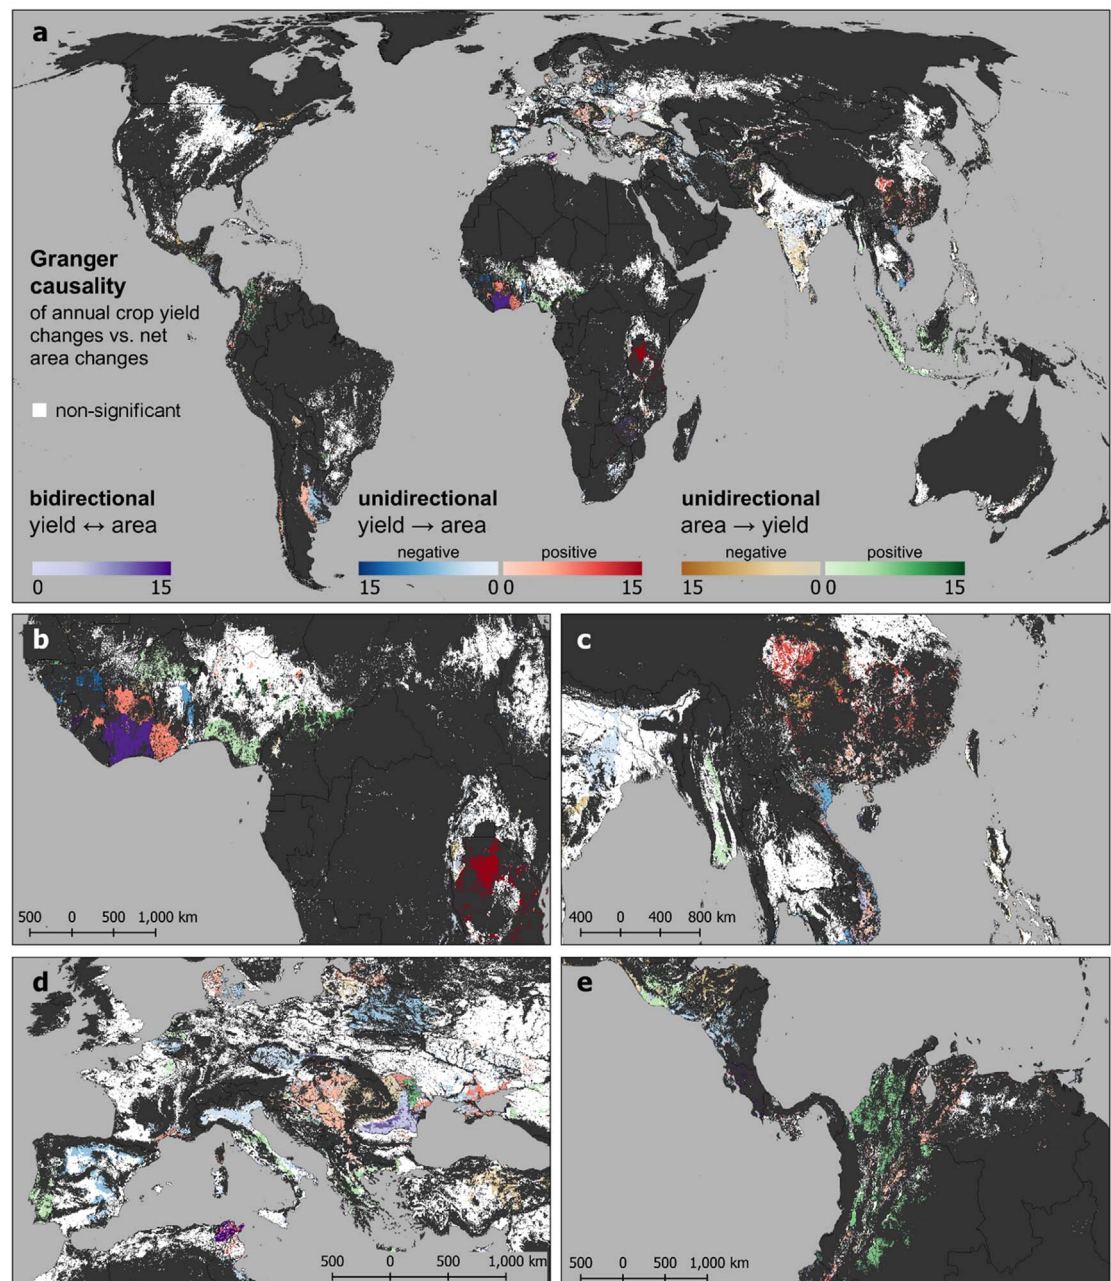 a
Granger
causality
of annual crop yield
changes vs. net
area changes
non-significant
bidirectional
yield ↔ area
0 15
unidirectional
yield → area
negative positive
15 0 0 15
unidirectional
area → yield
negative positive
15 0 0 15
b
500 0 500 1,000 km
c
400 0 400 800 km
d
500 0 500 1,000 km
e
500 0 500 1,000 km